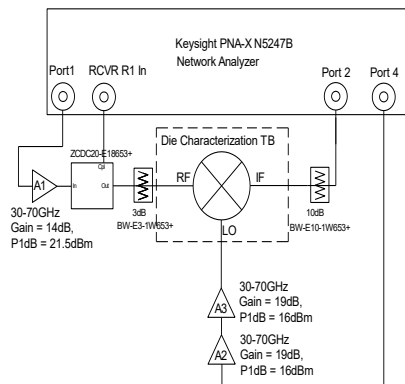 Keysight PNA-X N5247B
Network Analyzer
Port1
RCVR R1 In
Port 2
Port 4
ZCDC20-E18653+
Cpl
In
Out
A1
30-70GHz
Gain = 14dB,
P1dB = 21.5dBm
3dB
BW-E3-1W653+
Die Characterization TB
RF
IF
LO
10dB
BW-E10-1W653+
A3
30-70GHz
Gain = 19dB,
P1dB = 16dBm
A2
30-70GHz
Gain = 19dB,
P1dB = 16dBm